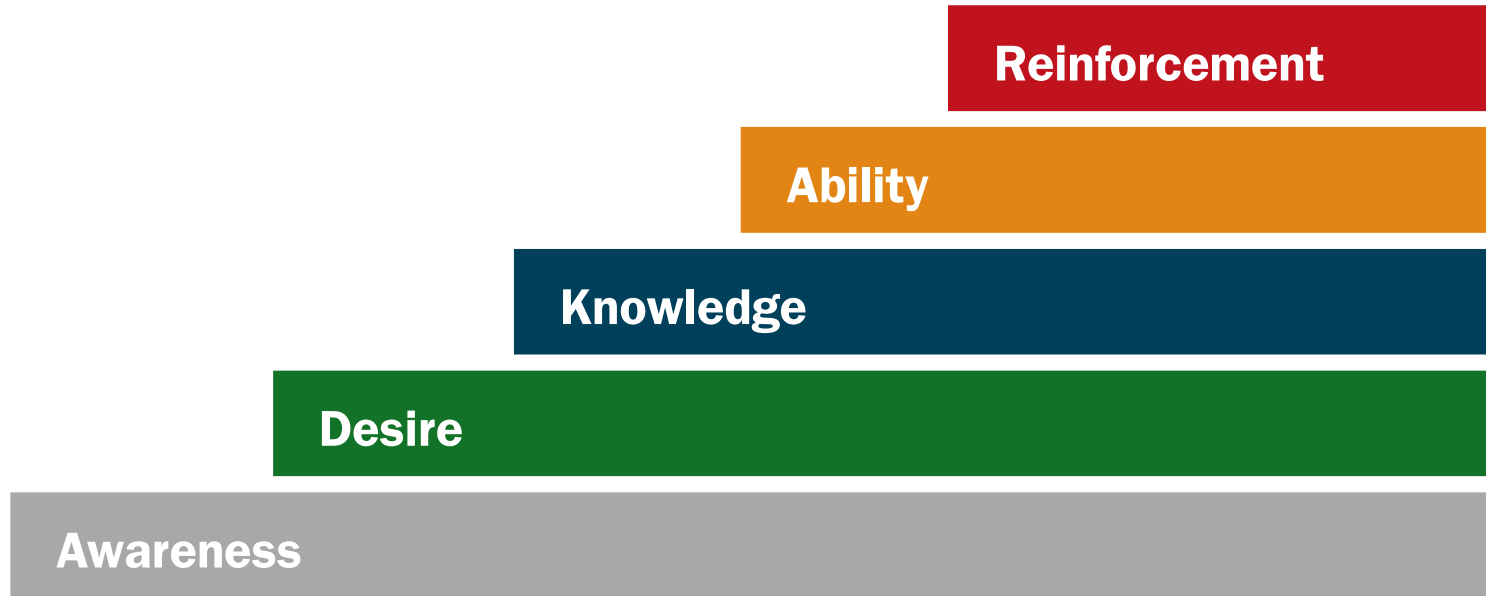 Reinforcement
Ability
Knowledge
Desire
Awareness